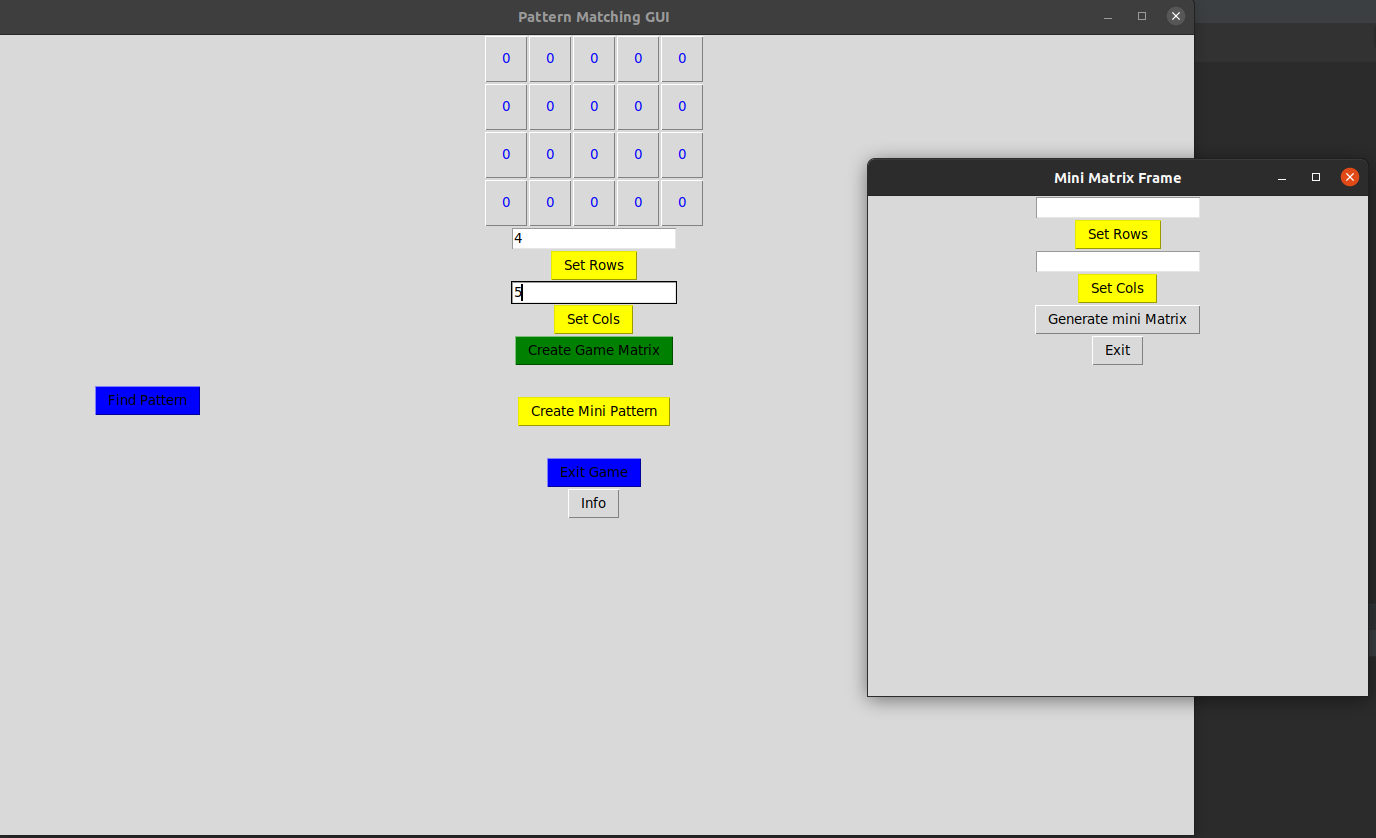 Pattern Matching GUI
0 0 0 0 0
0 0 0 0 0
0 0 0 0 0
0 0 0 0 0
4
Set Rows
5
Set Cols
Create Game Matrix
Find Pattern
Create Mini Pattern
Exit Game
Info
Mini Matrix Frame
Set Rows
Set Cols
Generate mini Matrix
Exit